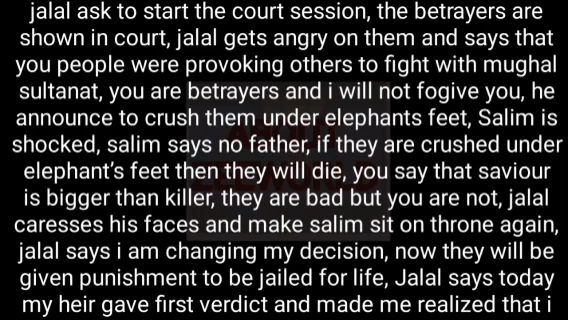 jalal ask to start the court session, the betrayers are
shown in court, jalal gets angry on them and says that
you people were provoking others to fight with mughal
sultanat, you are betrayers and i will not fogive you, he
announce to crush them under elephants feet, Salim is
shocked, salim says no father, if they are crushed under
elephant’s feet then they will die, you say that saviour
is bigger than killer, they are bad but you are not, jalal
caresses his faces and make salim sit on throne again,
jalal says i am changing my decision, now they will be
given punishment to be jailed for life, Jalal says today
my heir gave first verdict and made me realized that i